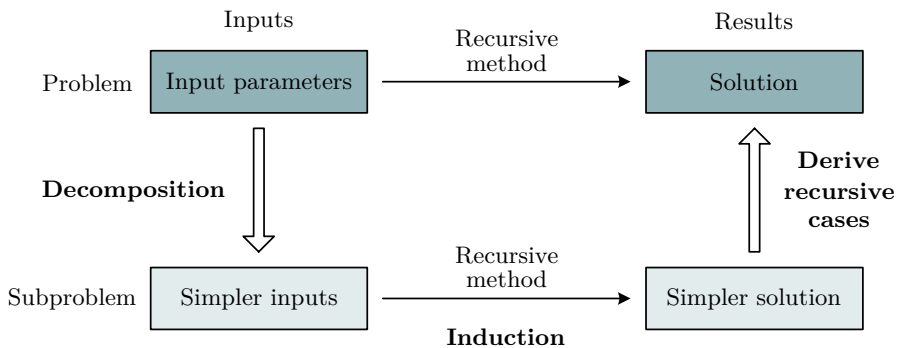 Inputs
Results
Problem
Input parameters
Recursive
method
Solution
Decomposition
Derive
recursive
cases
Subproblem
Simpler inputs
Recursive
method
Simpler solution
Induction